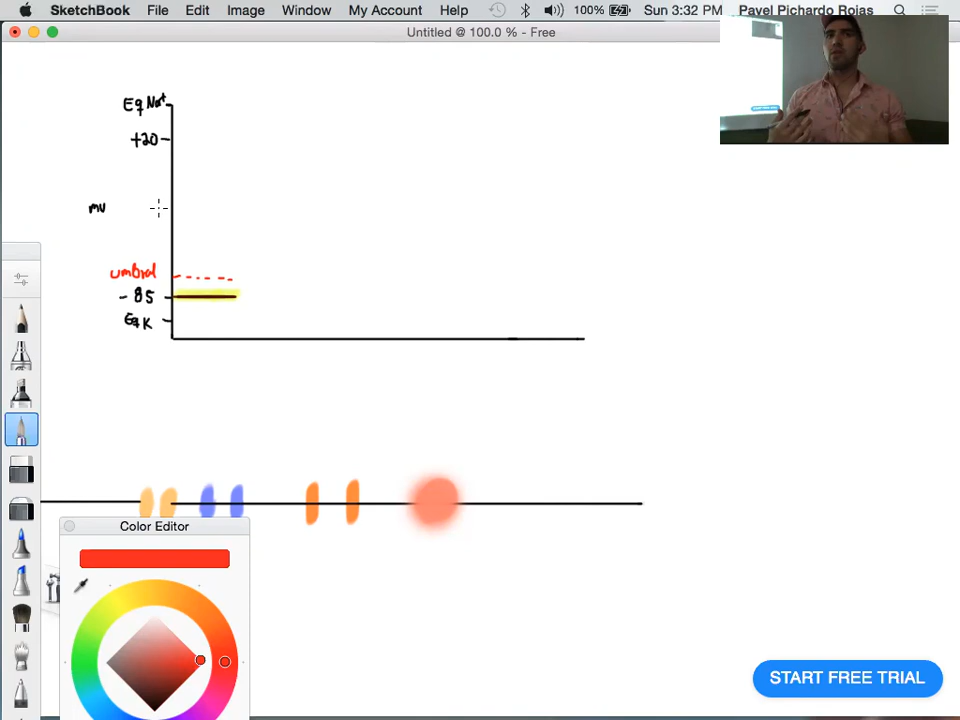 SketchBook File Edit Image Window My Account Help 100% Sun 3:32 PM Pavel Pichardo Rojas
Untitled @ 100.0 % - Free
Eq Na+
+20
mv
umbral
- 85
Eq K
Color Editor
START FREE TRIAL